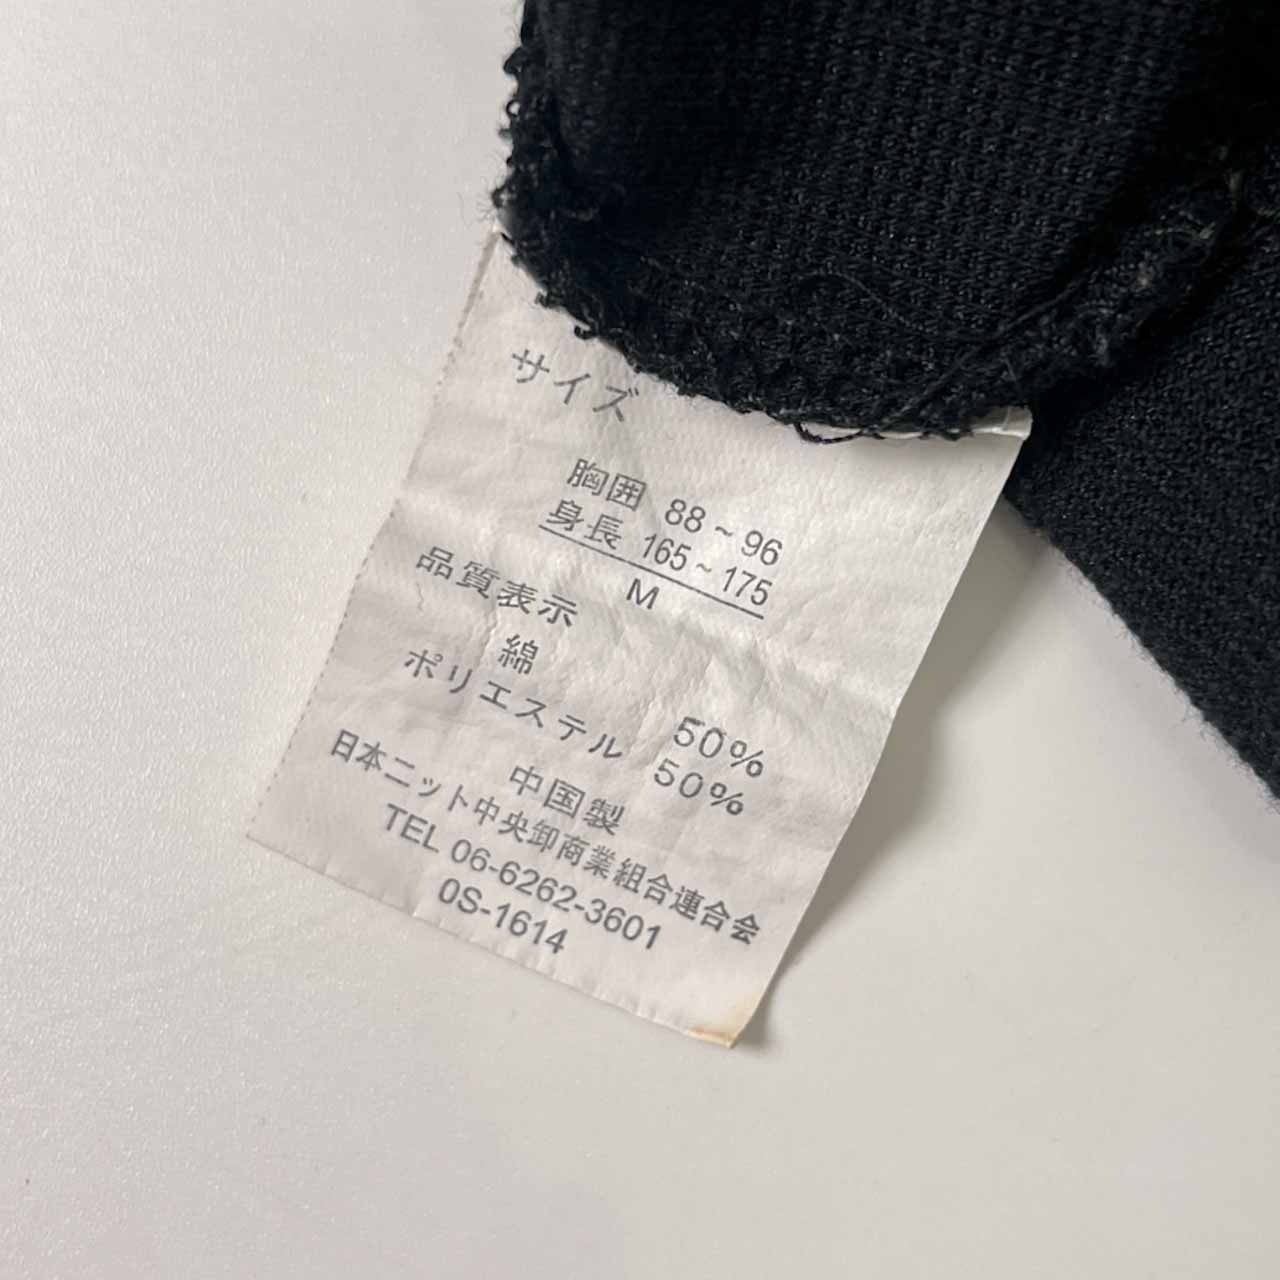 サイズ
胸囲 88~96
身長 165~175
M
品質表示
綿 50%
ポリエステル 50%
中国製
日本ニット中央卸商業組合連合会
TEL 06-6262-3601
0S-1614